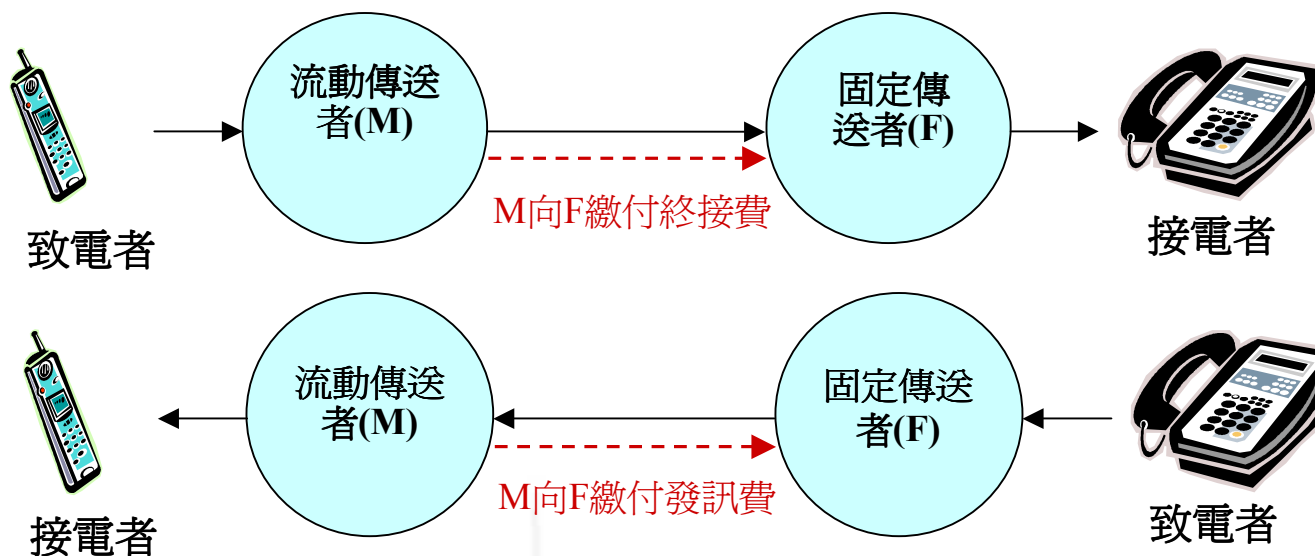 流動傳送
者(M)
固定傳
送者(F)
M向F繳付終接費
致電者
接電者
流動傳送
者(M)
固定傳送
者(F)
M向F繳付發訊費
接電者
致電者